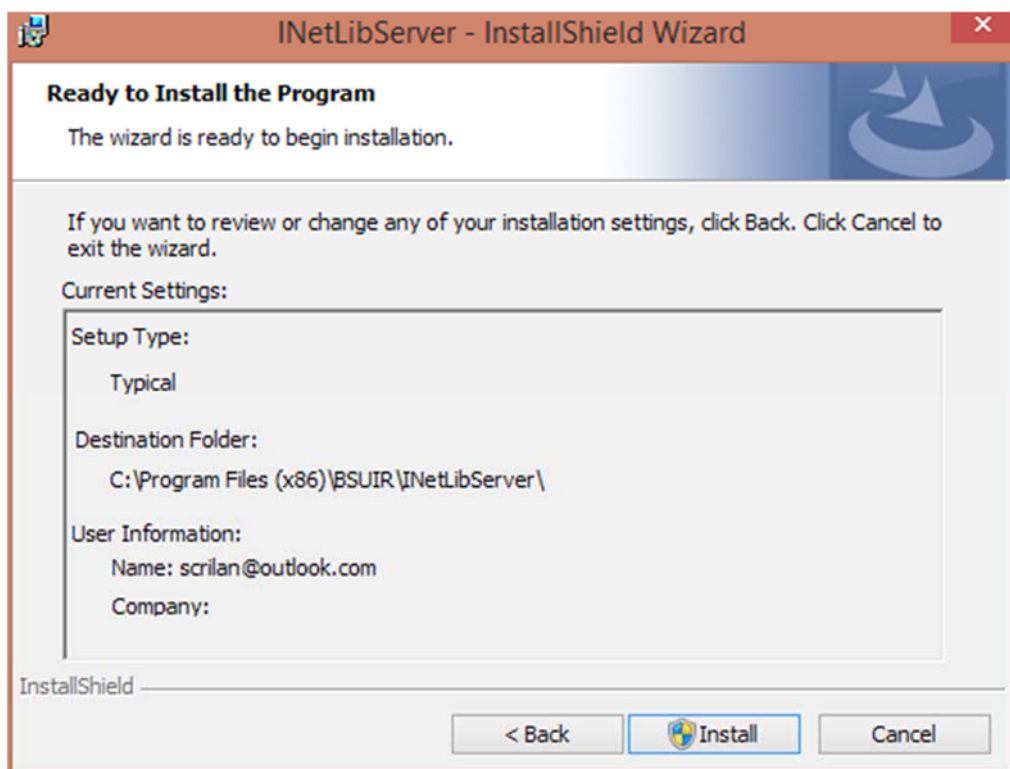 INetLibServer - InstallShield Wizard
Ready to Install the Program
The wizard is ready to begin installation.
If you want to review or change any of your installation settings, click Back. Click Cancel to
exit the wizard.
Current Settings:
Setup Type:
Typical
Destination Folder:
C:\Program Files (x86)\BSUIR\INetLibServer\
User Information:
Name: scrilan@outlook.com
Company:
InstallShield
< Back
Install
Cancel